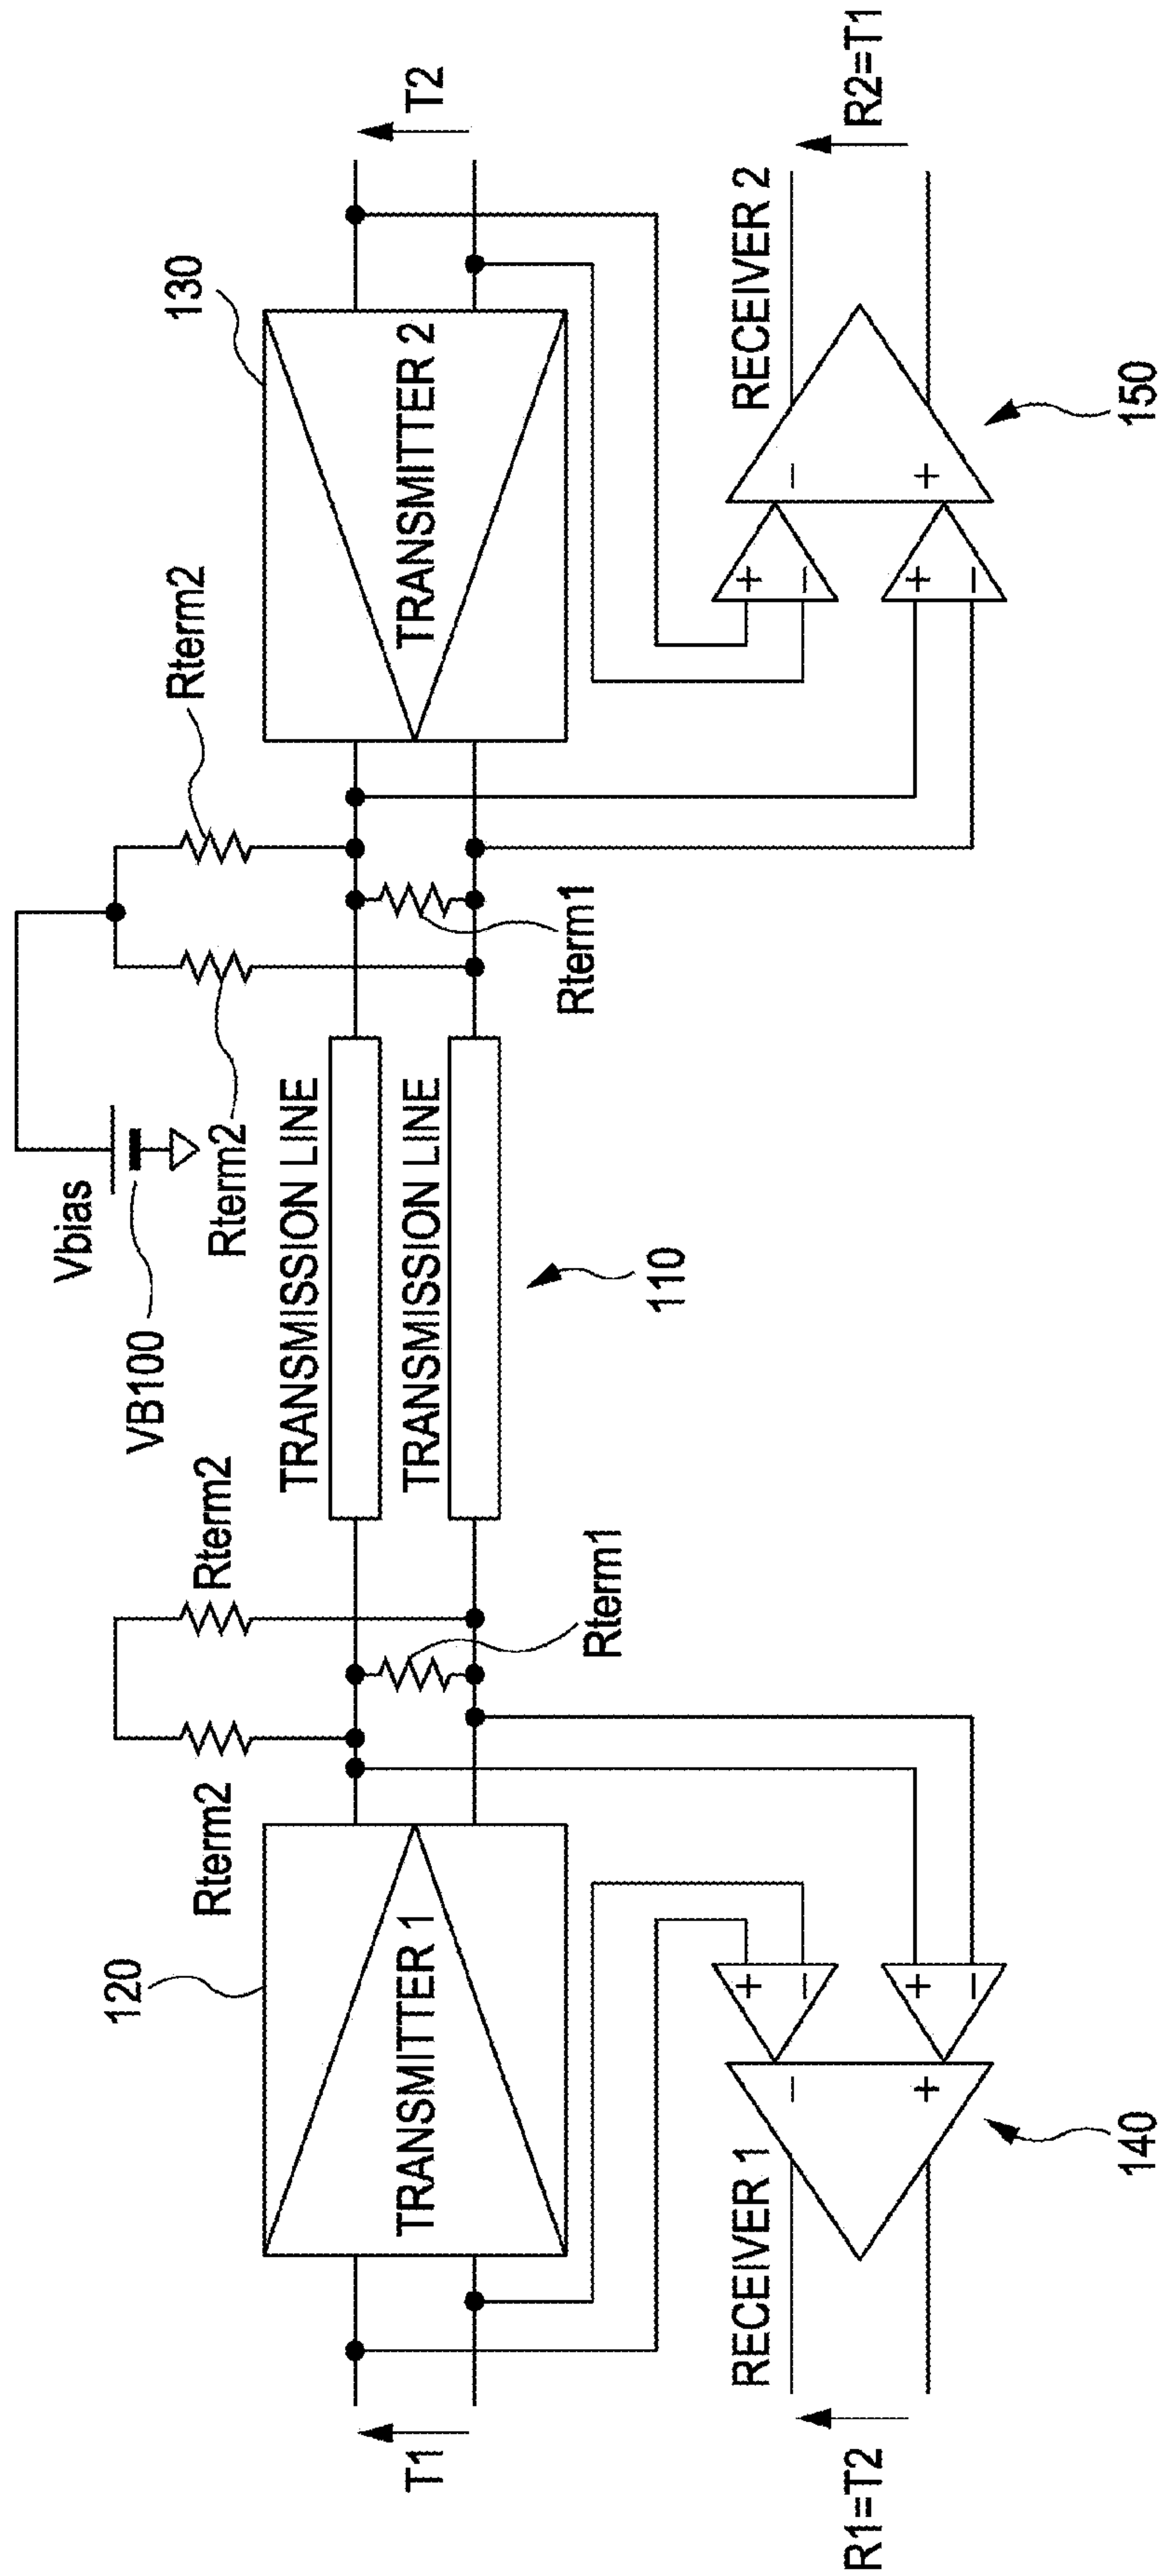 Vbias
VB100
Rterm2
Rterm2
Rterm2
Rterm2
120
130
TRANSMITTER 1
TRANSMISSION LINE
TRANSMISSION LINE
TRANSMITTER 2
T1
T2
Rterm1
Rterm1
110
RECEIVER 1
RECEIVER 2
+
−
+
−
−
+
+
−
+
−
−
+
R1=T2
R2=T1
140
150